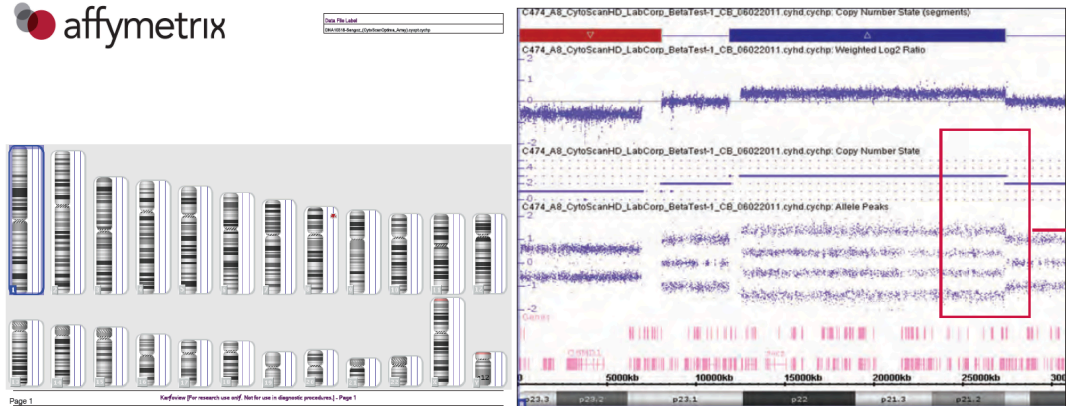 affymetrix
Data File Label
Page 1
Karyoview [For research use only. Not for use in diagnostic procedures.] - Page 1
C474_A8_CytoScanHD_LabCorp_BetaTest-1_CB_06022011.cyhd.cychp: Copy Number State (segments)
C474_A8_CytoScanHD_LabCorp_BetaTest-1_CB_06022011.cyhd.cychp: Weighted Log2 Ratio
2
1
0
-1
-2
C474_A8_CytoScanHD_LabCorp_BetaTest-1_CB_06022011.cyhd.cychp: Copy Number State
4
2
0
C474_A8_CytoScanHD_LabCorp_BetaTest-1_CB_06022011.cyhd.cychp: Allele Peaks
2
1
0
-1
-2
Genes
CSMD1
0 5000kb 10000kb 15000kb 20000kb 25000kb 300
p23.3 p23.2 p23.1 p22 p21.3 p21.2